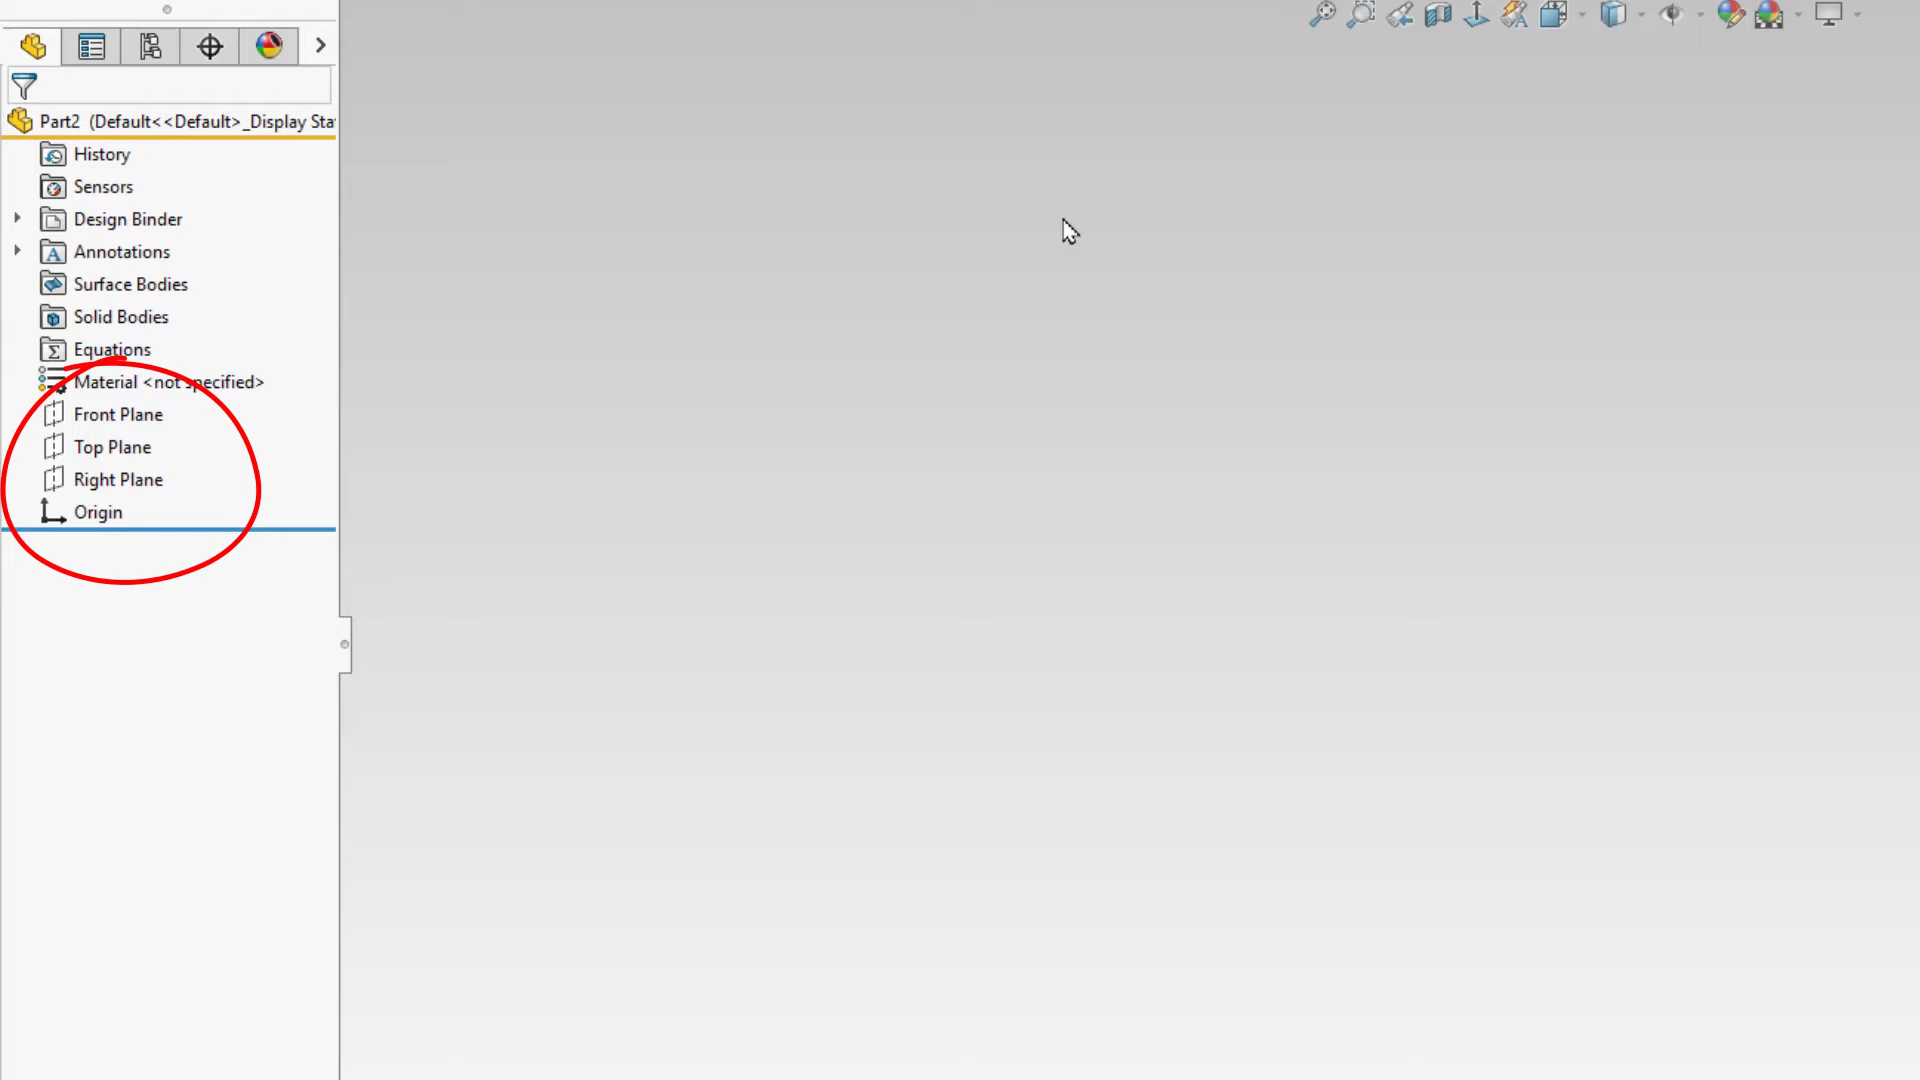 Part2 (Default<<Default>_Display Sta
History
Sensors
Design Binder
Annotations
Surface Bodies
Solid Bodies
Equations
Material <not specified>
Front Plane
Top Plane
Right Plane
Origin